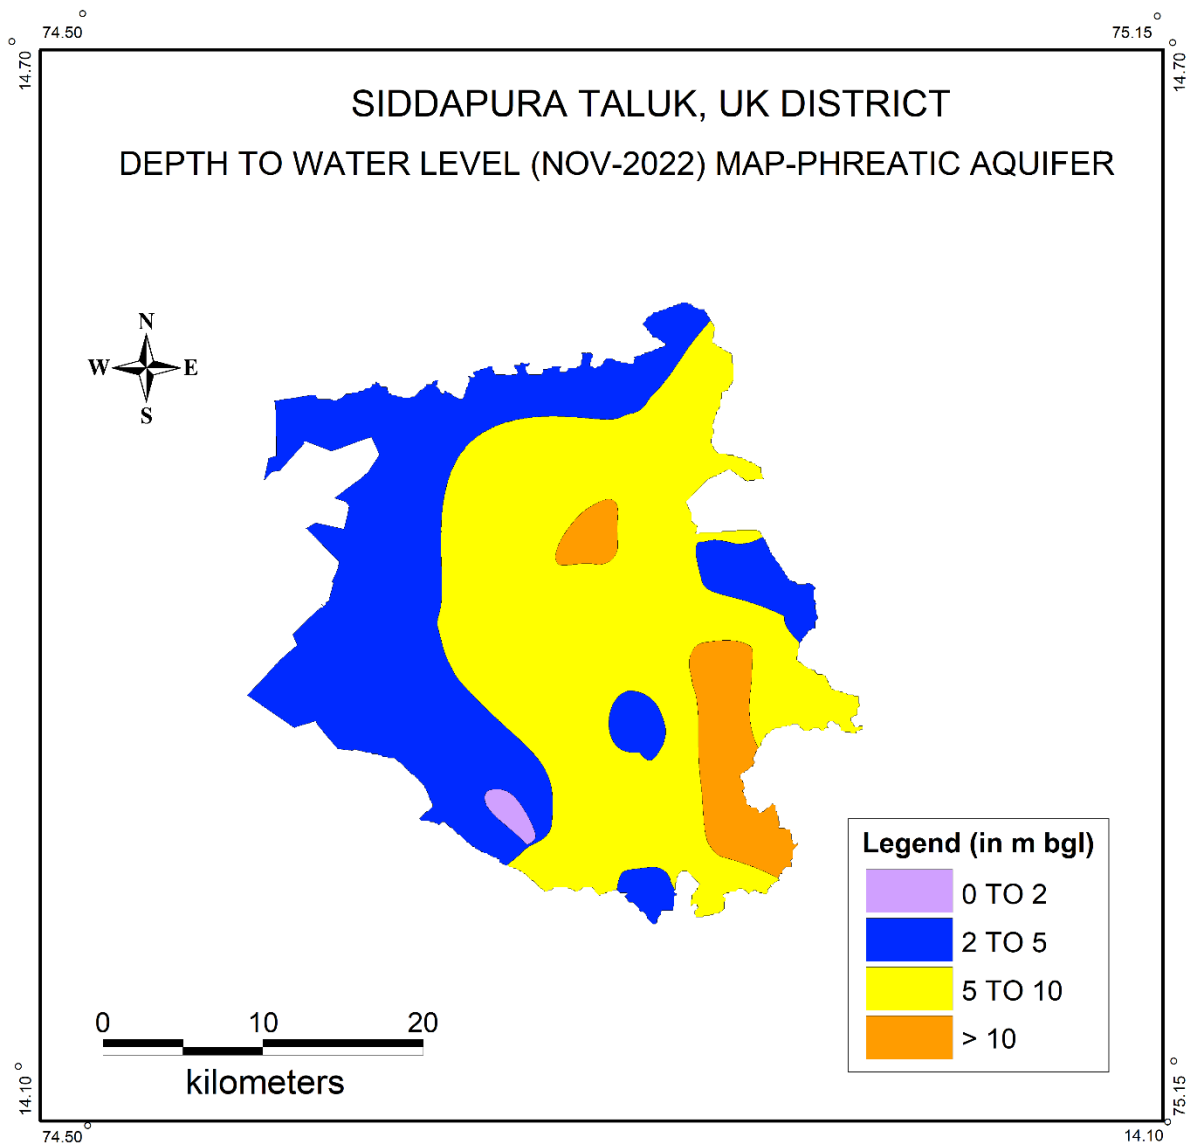 74.50°
75.15°
14.70°
14.70°
SIDDAPURA TALUK, UK DISTRICT
DEPTH TO WATER LEVEL (NOV-2022) MAP-PHREATIC AQUIFER
N
W E
S
Legend (in m bgl)
0 TO 2
2 TO 5
5 TO 10
> 10
0 10 20
kilometers
14.10°
75.15°
74.50°
14.10°